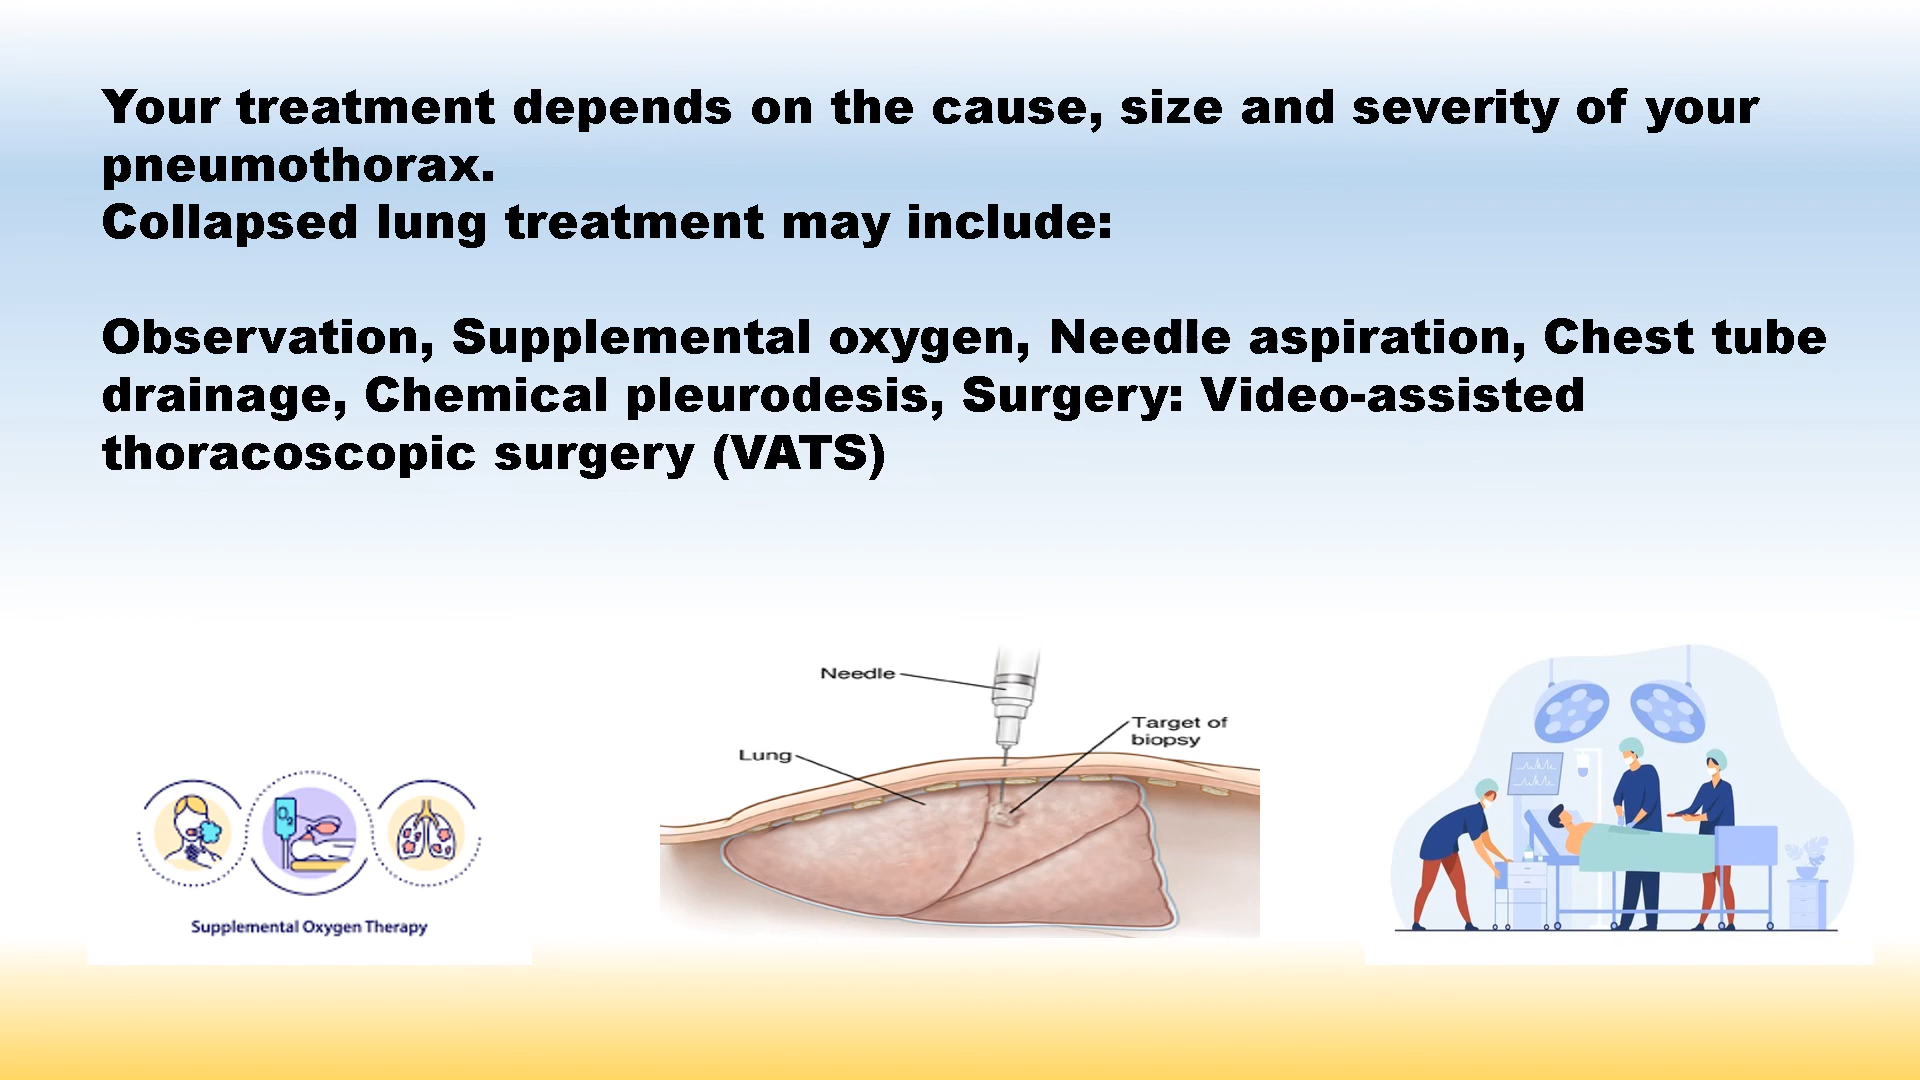 Your treatment depends on the cause, size and severity of your
pneumothorax.
Collapsed lung treatment may include:
Observation, Supplemental oxygen, Needle aspiration, Chest tube
drainage, Chemical pleurodesis, Surgery: Video-assisted
thoracoscopic surgery (VATS)
Needle
Target of
biopsy
Lung
O₂
Supplemental Oxygen Therapy